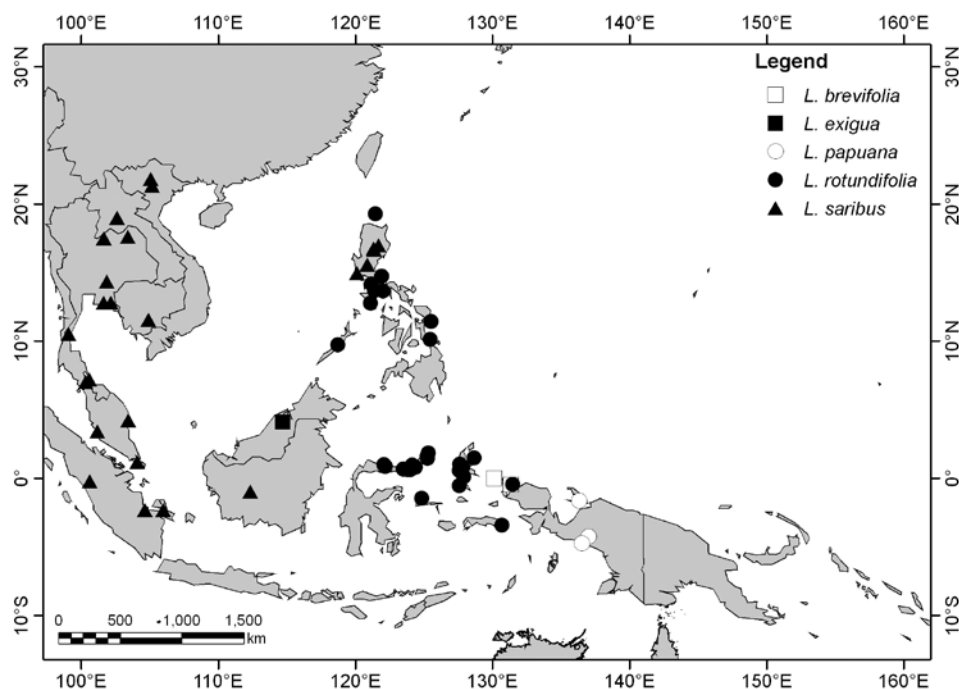 100°E 110°E 120°E 130°E 140°E 150°E 160°E
30°N 30°N
Legend
L. brevifolia
L. exigua
L. papuana
L. rotundifolia
L. saribus
20°N 20°N
10°N 10°N
0° 0°
10°S 10°S
0 500 1,000 1,500
km
100°E 110°E 120°E 130°E 140°E 150°E 160°E